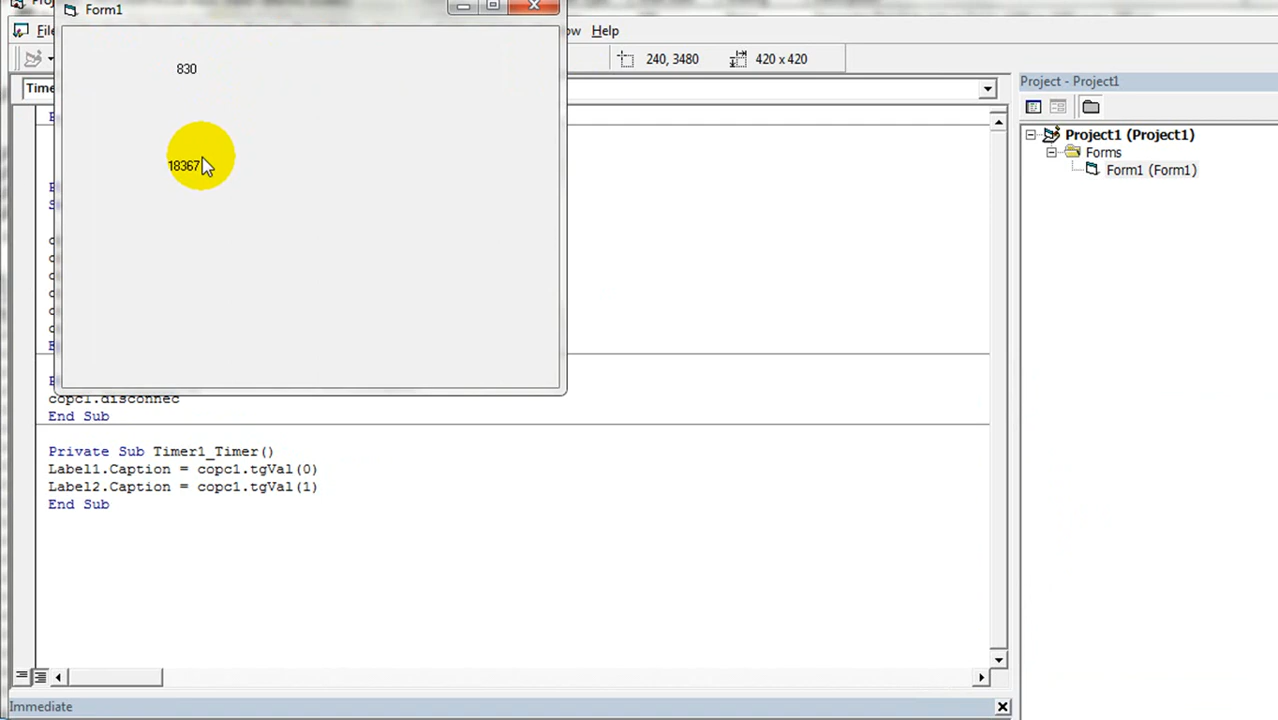 Form1
File
Help
240, 3480
420 x 420
Time
Project - Project1
830
18367
Project1 (Project1)
Forms
Form1 (Form1)
copc1.disconnec
End Sub
Private Sub Timer1_Timer()
Label1.Caption = copc1.tgVal(0)
Label2.Caption = copc1.tgVal(1)
End Sub
Immediate